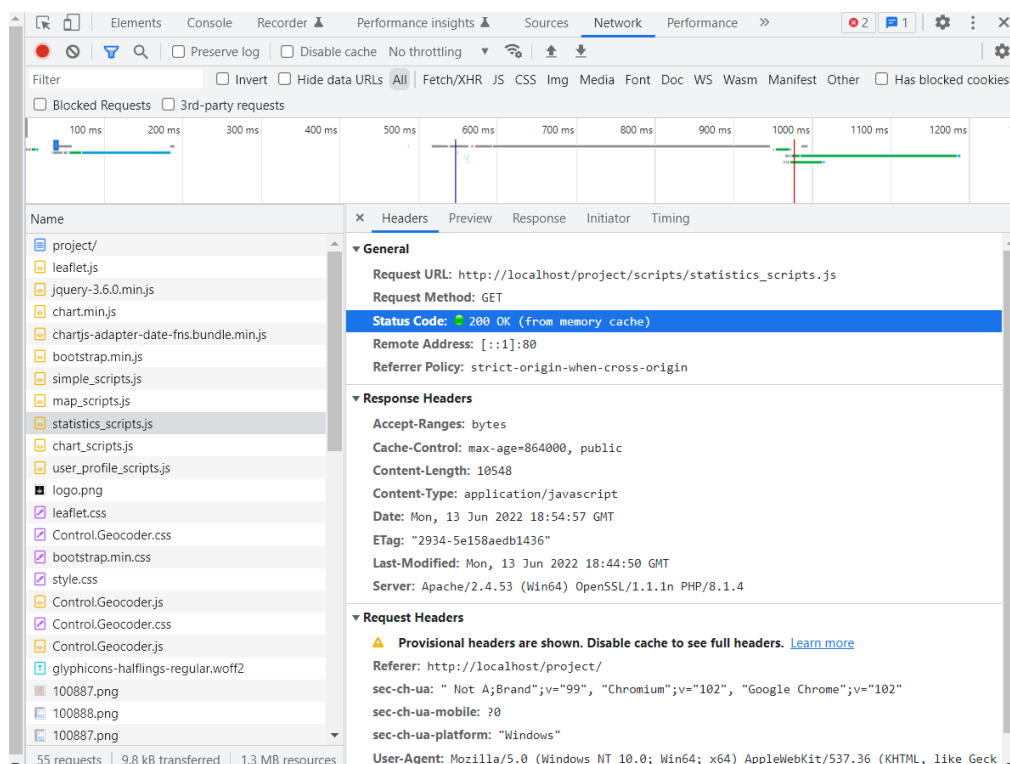 Elements Console Recorder Performance insights Sources Network Performance 2 1
Preserve log Disable cache No throttling
Filter Invert Hide data URLs All Fetch/XHR JS CSS Img Media Font Doc WS Wasm Manifest Other Has blocked cookies
Blocked Requests 3rd-party requests
100 ms 200 ms 300 ms 400 ms 500 ms 600 ms 700 ms 800 ms 900 ms 1000 ms 1100 ms 1200 ms
Name
project/
leaflet.js
jquery-3.6.0.min.js
chart.min.js
chartjs-adapter-date-fns.bundle.min.js
bootstrap.min.js
simple_scripts.js
map_scripts.js
statistics_scripts.js
chart_scripts.js
user_profile_scripts.js
logo.png
leaflet.css
Control.Geocoder.css
bootstrap.min.css
style.css
Control.Geocoder.js
Control.Geocoder.css
Control.Geocoder.js
glyphicons-halflings-regular.woff2
100887.png
100888.png
100887.png
55 requests 9.8 kB transferred 1.3 MB resources
Headers Preview Response Initiator Timing
General
Request URL: http://localhost/project/scripts/statistics_scripts.js
Request Method: GET
Status Code: 200 OK (from memory cache)
Remote Address: [::1]:80
Referrer Policy: strict-origin-when-cross-origin
Response Headers
Accept-Ranges: bytes
Cache-Control: max-age=864000, public
Content-Length: 10548
Content-Type: application/javascript
Date: Mon, 13 Jun 2022 18:54:57 GMT
ETag: "2934-5e158aedb1436"
Last-Modified: Mon, 13 Jun 2022 18:44:50 GMT
Server: Apache/2.4.53 (Win64) OpenSSL/1.1.1n PHP/8.1.4
Request Headers
Provisional headers are shown. Disable cache to see full headers. Learn more
Referer: http://localhost/project/
sec-ch-ua: " Not A;Brand";v="99", "Chromium";v="102", "Google Chrome";v="102"
sec-ch-ua-mobile: ?0
sec-ch-ua-platform: "Windows"
User-Agent: Mozilla/5.0 (Windows NT 10.0; Win64; x64) AppleWebKit/537.36 (KHTML, like Geck